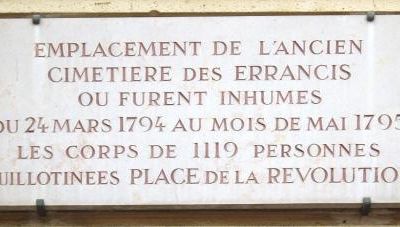 EMPLACEMENT DE L'ANCIEN
CIMETIERE DES ERRANCIS
OU FURENT INHUMES
DU 24 MARS 1794 AU MOIS DE MAI 1795
LES CORPS DE 1119 PERSONNES
UILLOTINEES PLACE DE LA REVOLUTIO